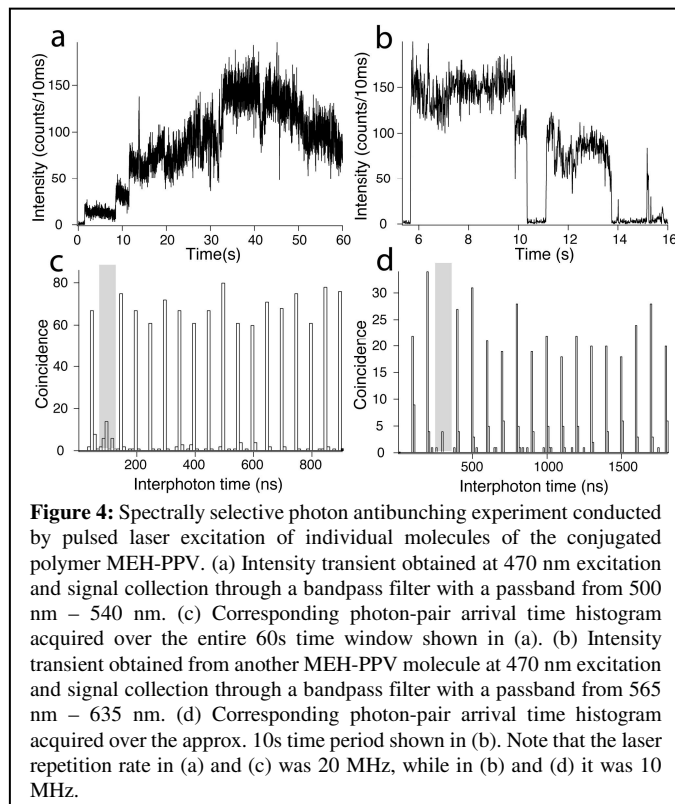 a
b
Intensity (counts/10ms)
150
100
50
0
0 10 20 30 40 50 60
Time(s)
Intensity (counts/10ms)
150
100
50
0
6 8 10 12 14 16
Time (s)
c
d
Coincidence
80
60
40
20
0
200 400 600 800
Interphoton time (ns)
Coincidence
30
25
20
15
10
5
0
500 1000 1500
Interphoton time (ns)
Figure 4: Spectrally selective photon antibunching experiment conducted
by pulsed laser excitation of individual molecules of the conjugated
polymer MEH-PPV. (a) Intensity transient obtained at 470 nm excitation
and signal collection through a bandpass filter with a passband from 500
nm – 540 nm. (c) Corresponding photon-pair arrival time histogram
acquired over the entire 60s time window shown in (a). (b) Intensity
transient obtained from another MEH-PPV molecule at 470 nm excitation
and signal collection through a bandpass filter with a passband from 565
nm – 635 nm. (d) Corresponding photon-pair arrival time histogram
acquired over the approx. 10s time period shown in (b). Note that the laser
repetition rate in (a) and (c) was 20 MHz, while in (b) and (d) it was 10
MHz.